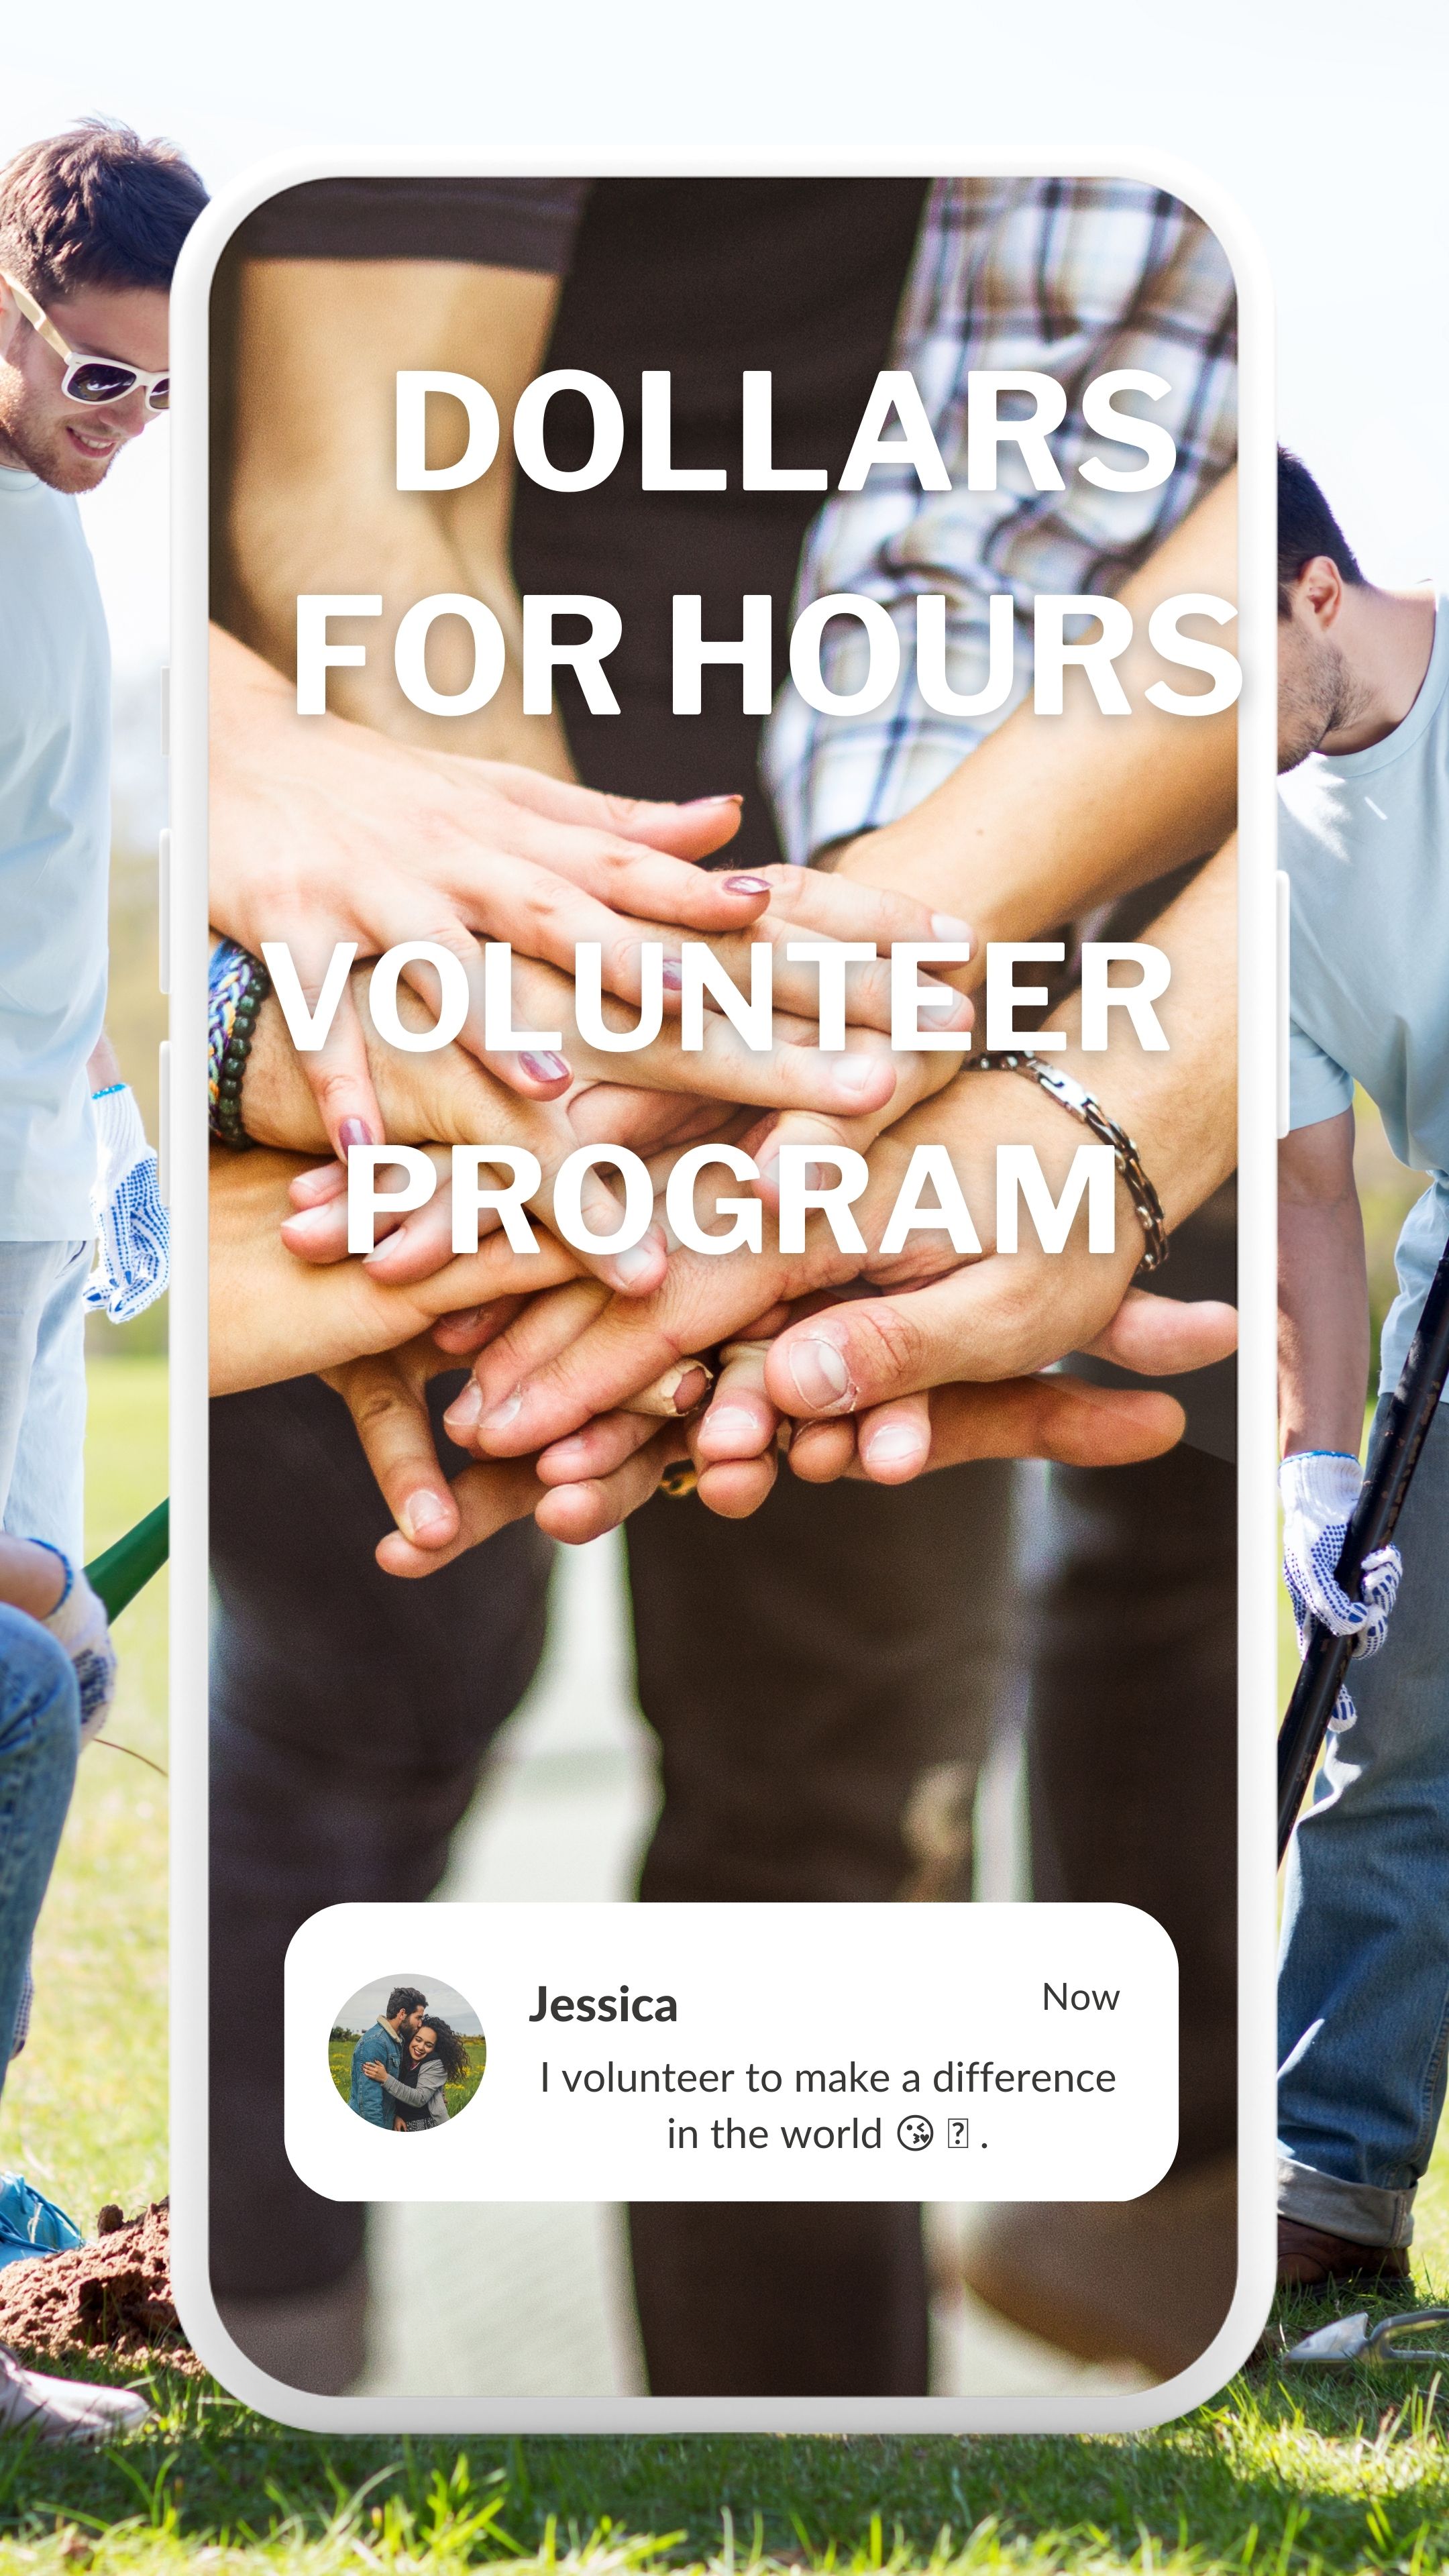 DOLLARS
FOR HOURS
VOLUNTEER
PROGRAM
Jessica
Now
I volunteer to make a difference
in the world 😘 🯄 .